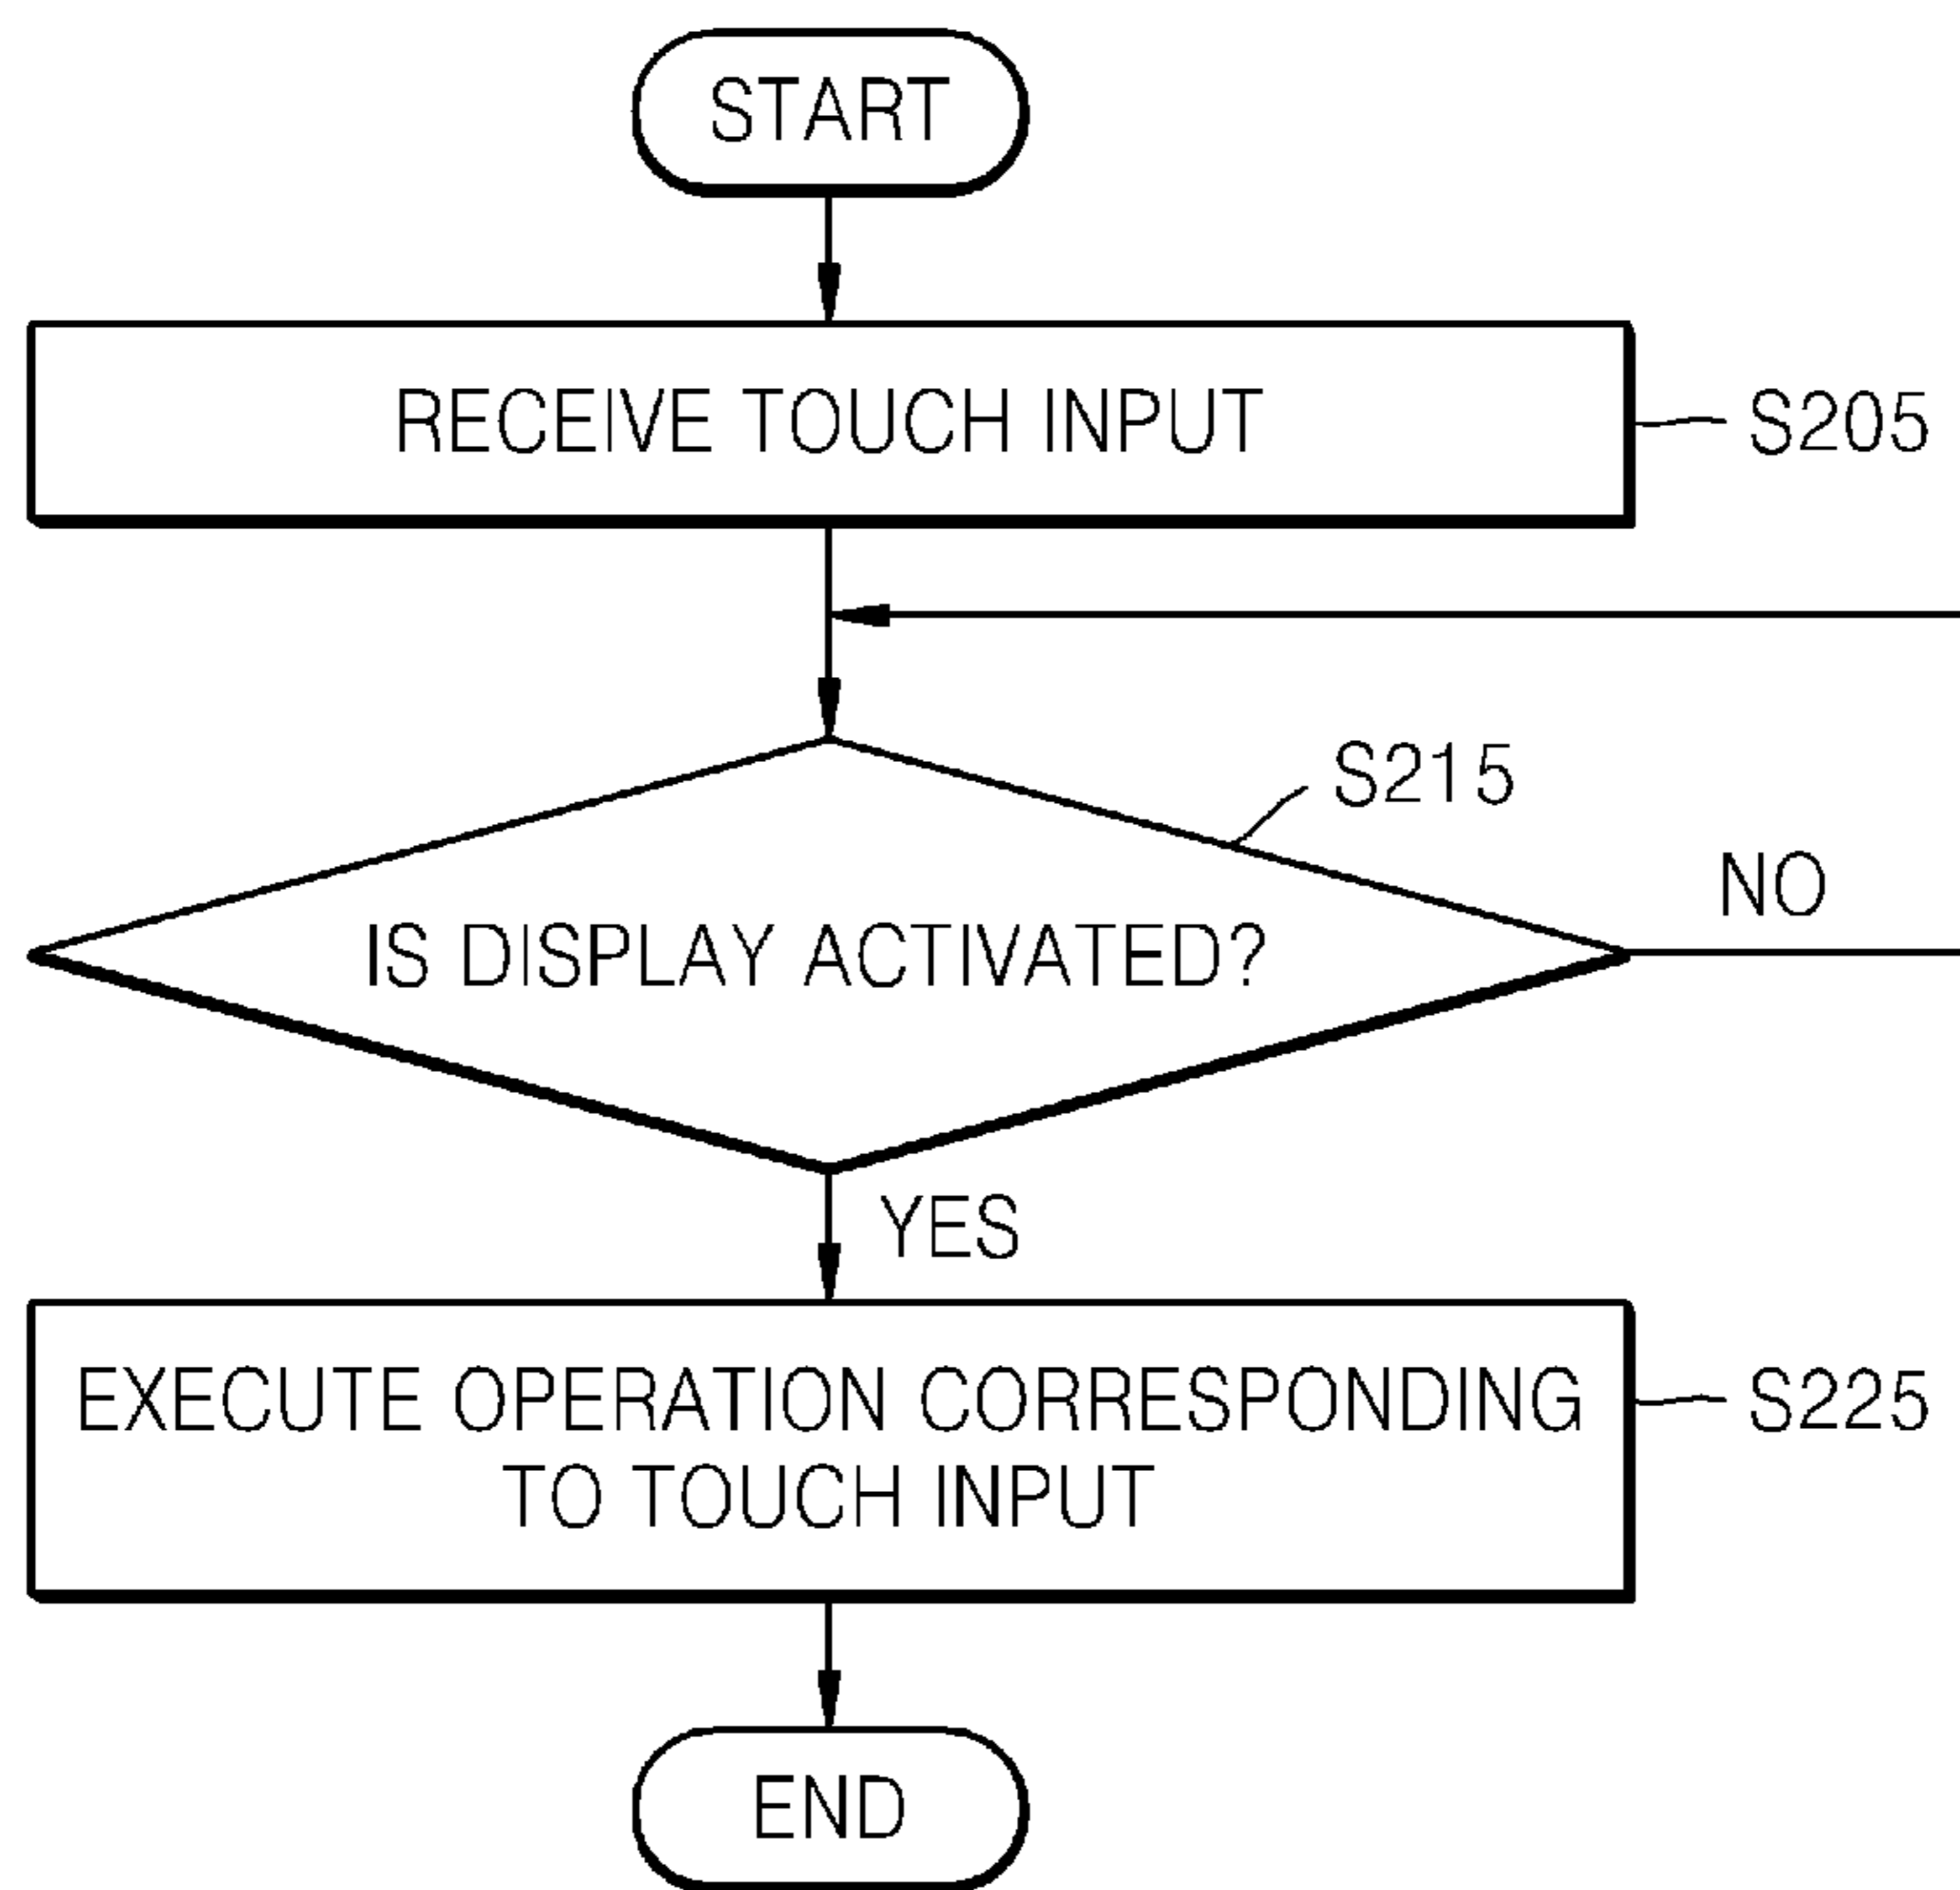 START
RECEIVE TOUCH INPUT
S205
S215
NO
IS DISPLAY ACTIVATED?
YES
EXECUTE OPERATION CORRESPONDING
TO TOUCH INPUT
S225
END